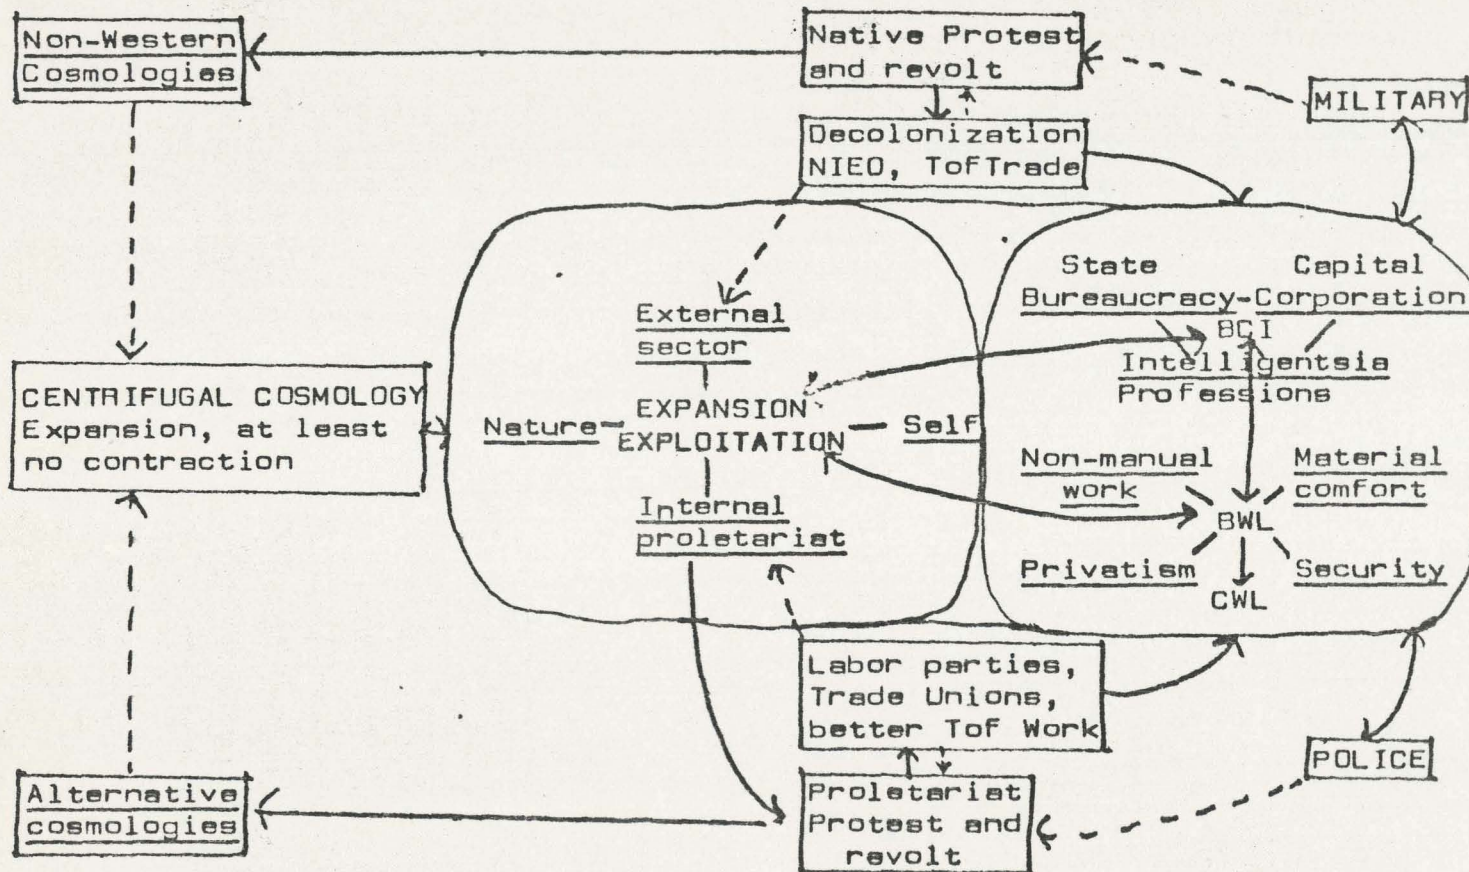 Non-Western
Cosmologies
Native Protest
and revolt
MILITARY
Decolonization
NIEO, TofTrade
State
Bureaucracy-
Capital
Corporation
BCI
Intelligentsia
Professions
External
sector
CENTRIFUGAL COSMOLOGY
Expansion, at least
no contraction
Nature
EXPANSION
EXPLOITATION
Self
Internal
proletariat
Non-manual
work
Material
comfort
BWL
Privatism
Security
CWL
Labor parties,
Trade Unions,
better Tof Work
POLICE
Alternative
cosmologies
Proletariat
Protest and
revolt